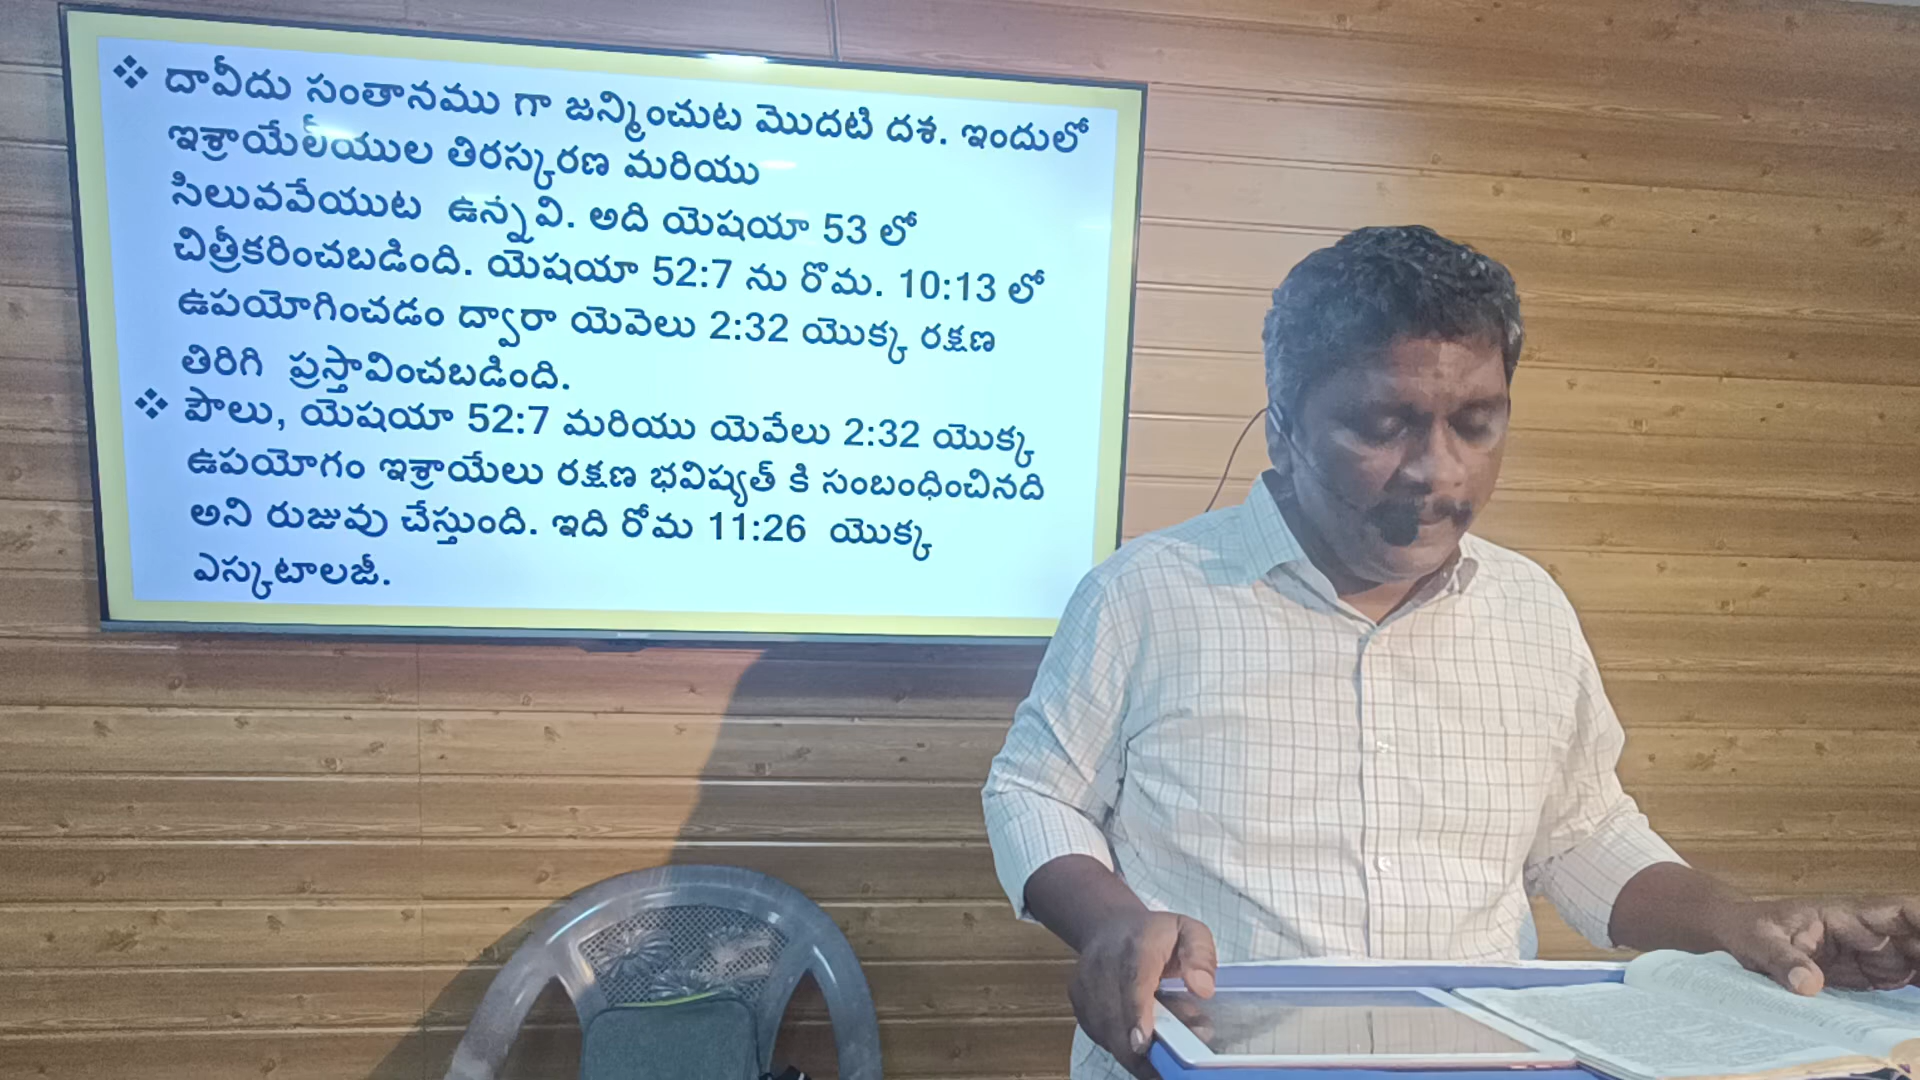 ❖ దావీదు సంతానము గా జన్మించుట మొదటి దశ. ఇందులో
ఇశ్రాయేలీయుల తిరస్కరణ మరియు
సిలువవేయుట ఉన్నవి. అది యెషయా 53 లో
చిత్రీకరించబడింది. యెషయా 52:7 ను రొమ. 10:13 లో
ఉపయోగించడం ద్వారా యెవెలు 2:32 యొక్క రక్షణ
తిరిగి ప్రస్తావించబడింది.
❖ పౌలు, యెషయా 52:7 మరియు యెవేలు 2:32 యొక్క
ఉపయోగం ఇశ్రాయేలు రక్షణ భవిష్యత్ కి సంబంధించినది
అని రుజువు చేస్తుంది. ఇది రోమ 11:26 యొక్క
ఎస్కటాలజీ.